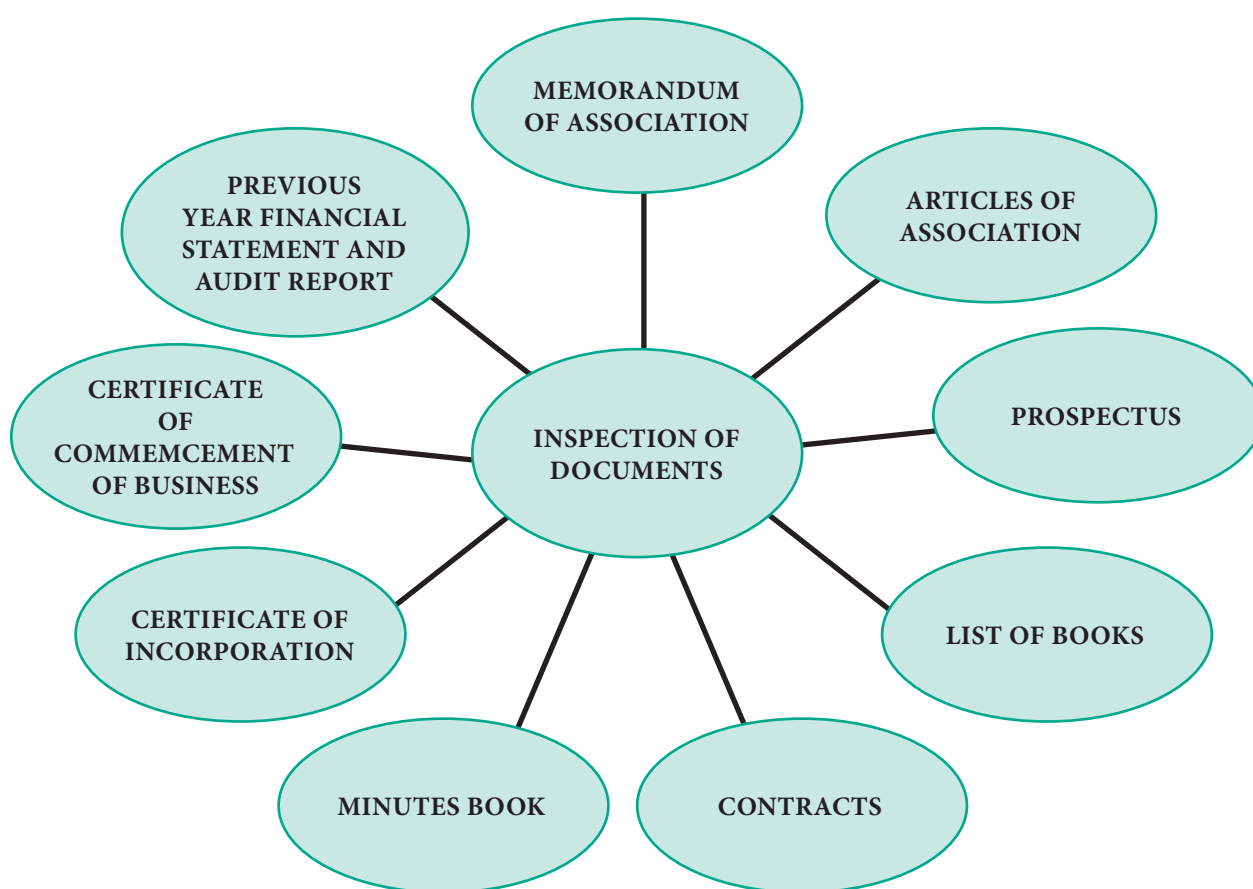 MEMORANDUM
OF ASSOCIATION
ARTICLES OF
ASSOCIATION
PROSPECTUS
LIST OF BOOKS
CONTRACTS
MINUTES BOOK
CERTIFICATE OF
INCORPORATION
CERTIFICATE
OF
COMMEMCEMENT
OF BUSINESS
PREVIOUS
YEAR FINANCIAL
STATEMENT AND
AUDIT REPORT
INSPECTION OF
DOCUMENTS